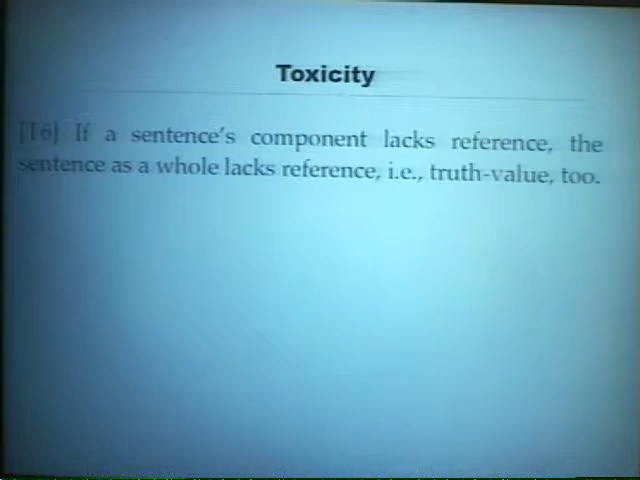 Toxicity
[T6] If a sentence's component lacks reference, the
sentence as a whole lacks reference, i.e., truth-value, too.